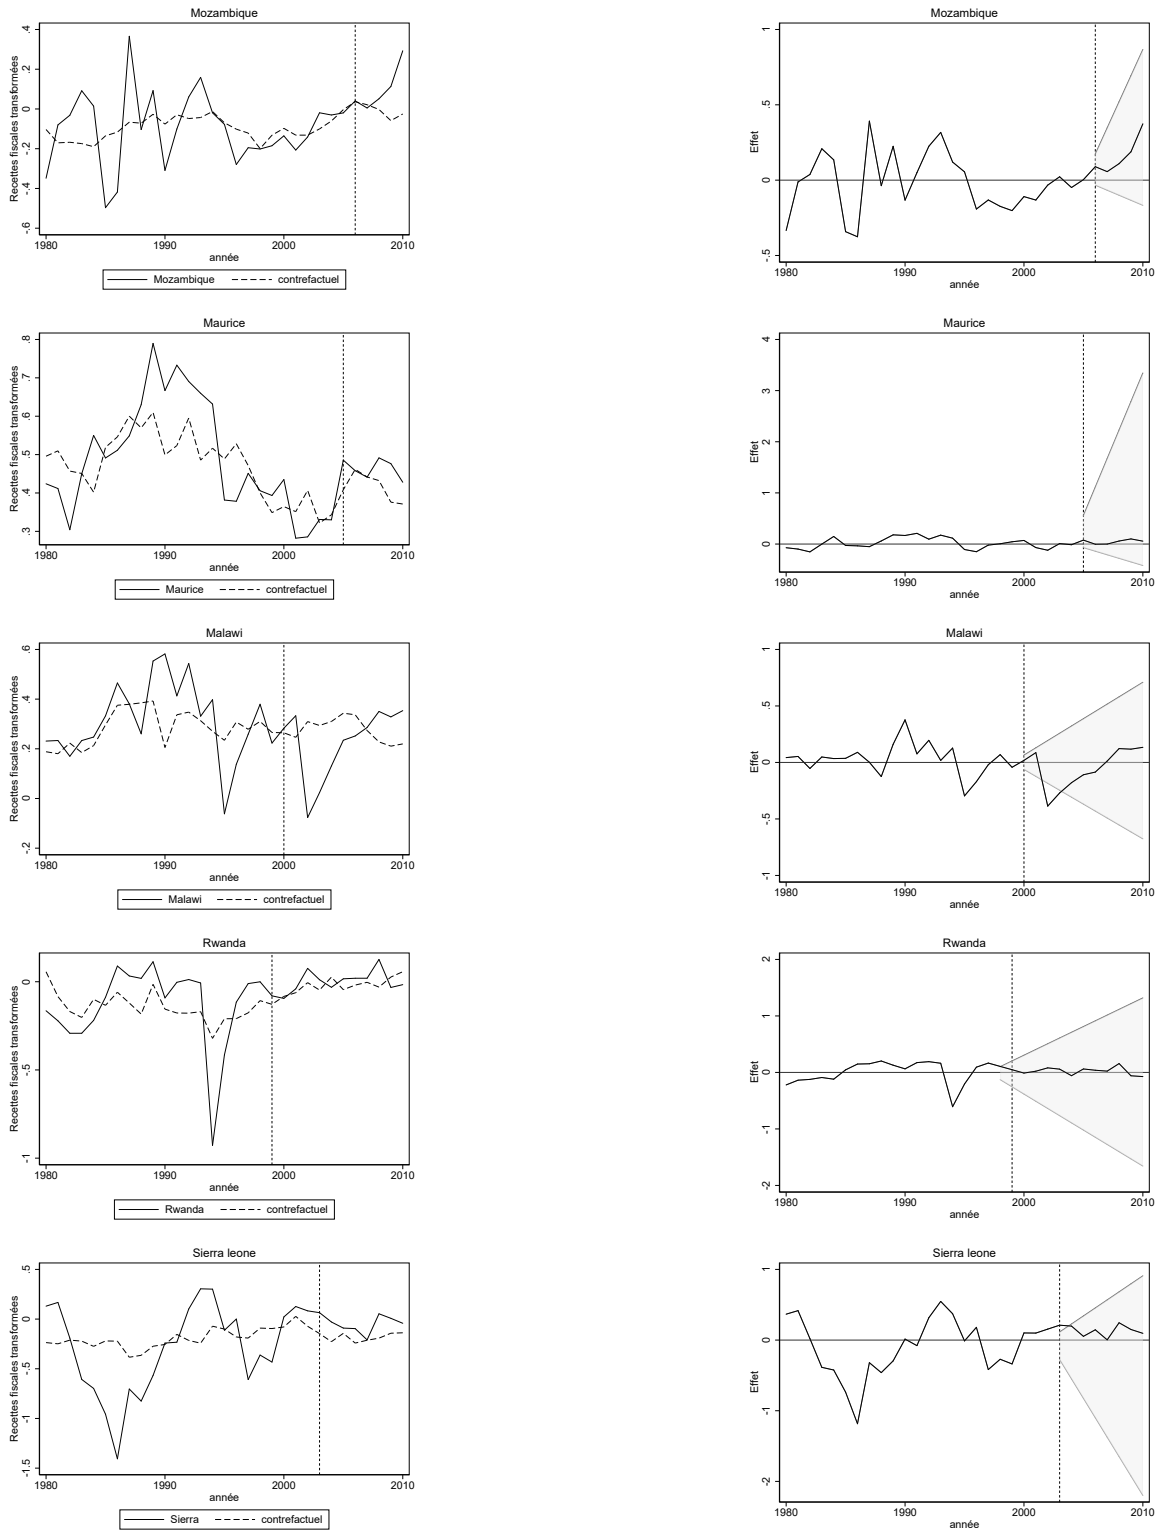 Mozambique
Recettes fiscales transformées
.4
.2
0
-.2
-.4
-.6
1980 1990 2000 2010
année
Mozambique contrefactuel
Mozambique
Effet
1
.5
0
-.5
1980 1990 2000 2010
année
Maurice
Recettes fiscales transformées
.8
.7
.6
.5
.4
.3
1980 1990 2000 2010
année
Maurice contrefactuel
Maurice
Effet
4
3
2
1
0
1980 1990 2000 2010
année
Malawi
Recettes fiscales transformées
.6
.4
.2
0
-.2
1980 1990 2000 2010
année
Malawi contrefactuel
Malawi
Effet
1
.5
0
-.5
-1
1980 1990 2000 2010
année
Rwanda
Recettes fiscales transformées
0
-.5
-1
1980 1990 2000 2010
année
Rwanda contrefactuel
Rwanda
Effet
2
1
0
-1
-2
1980 1990 2000 2010
année
Sierra leone
Recettes fiscales transformées
.5
0
-.5
-1
-1.5
1980 1990 2000 2010
année
Sierra contrefactuel
Sierra leone
Effet
1
0
-1
-2
1980 1990 2000 2010
année